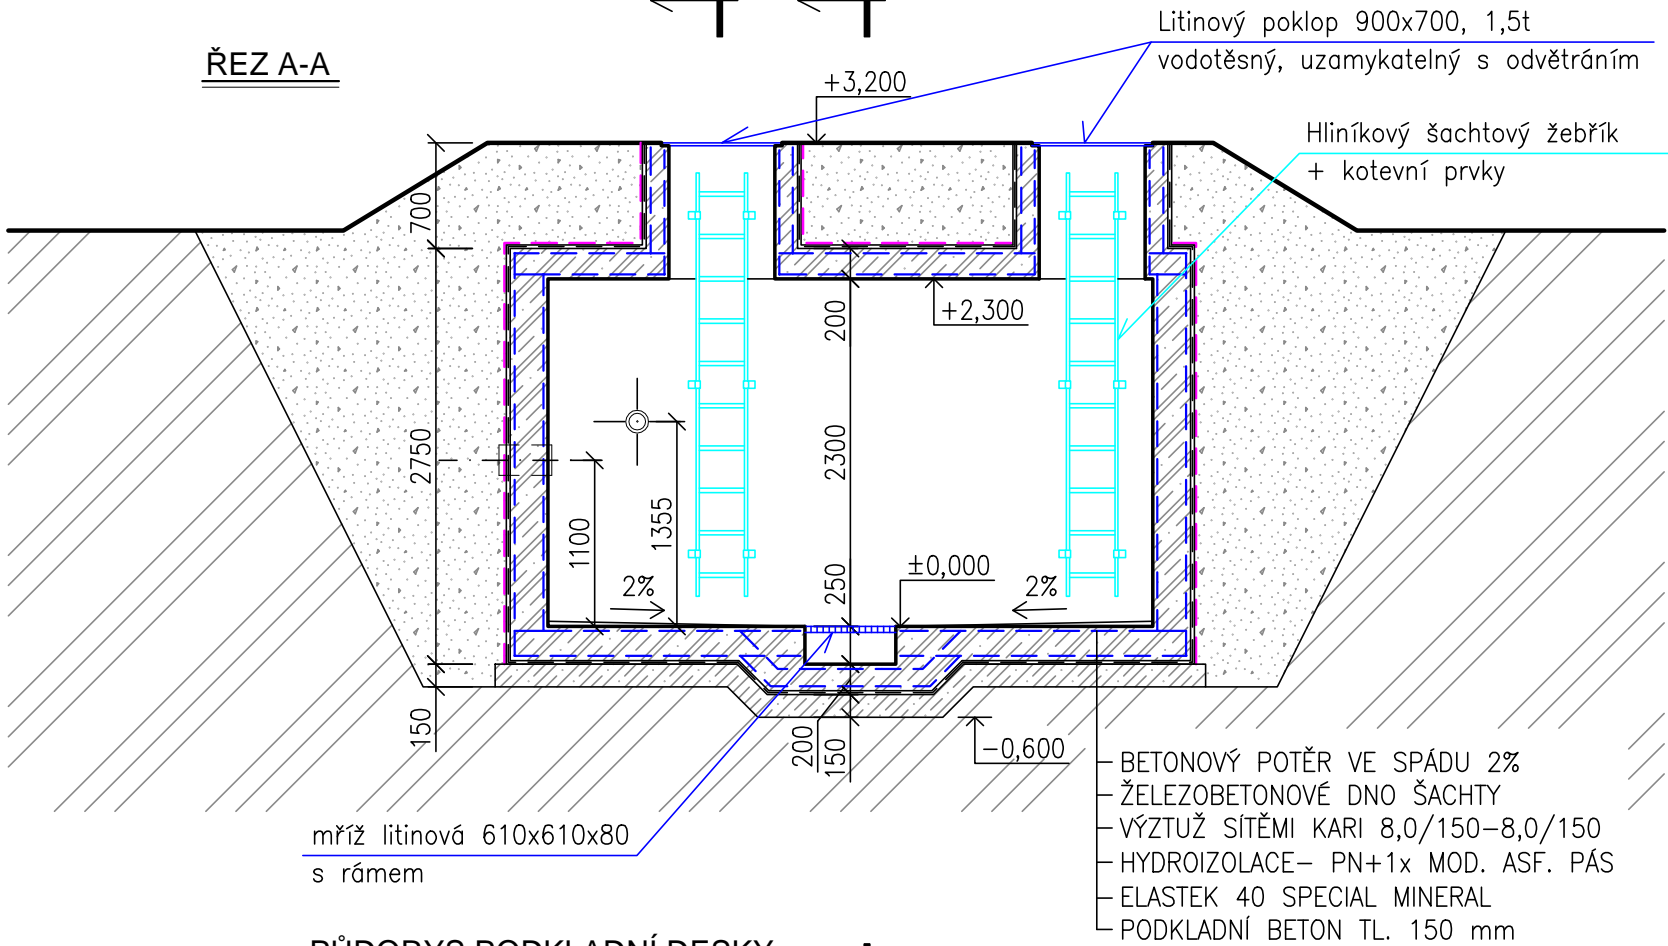 ŘEZ A-A
Litinový poklop 900x700, 1,5t
vodotěsný, uzamykatelný s odvětráním
+3,200
Hliníkový šachtový žebřík
+ kotevní prvky
700
+2,300
200
2750
2300
1100
1355
250
±0,000
2%
2%
150
200
150
-0,600
BETONOVÝ POTĚR VE SPÁDU 2%
ŽELEZOBETONOVÉ DNO ŠACHTY
VÝZTUŽ SÍTĚMI KARI 8,0/150-8,0/150
HYDROIZOLACE- PN+1x MOD. ASF. PÁS
ELASTEK 40 SPECIAL MINERAL
PODKLADNÍ BETON TL. 150 mm
mříž litinová 610x610x80
s rámem
PŮDORYS PODKLADNÍ DESKY